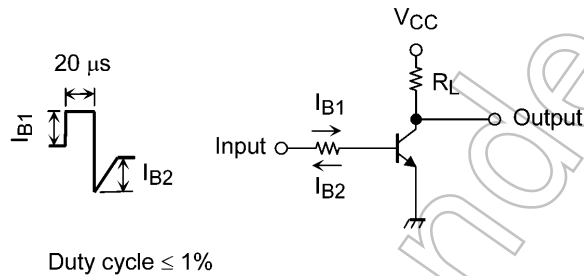 20 μs
I_B1
I_B2
Duty cycle ≤ 1%
V_CC
R_L
I_B1
Input
I_B2
Output